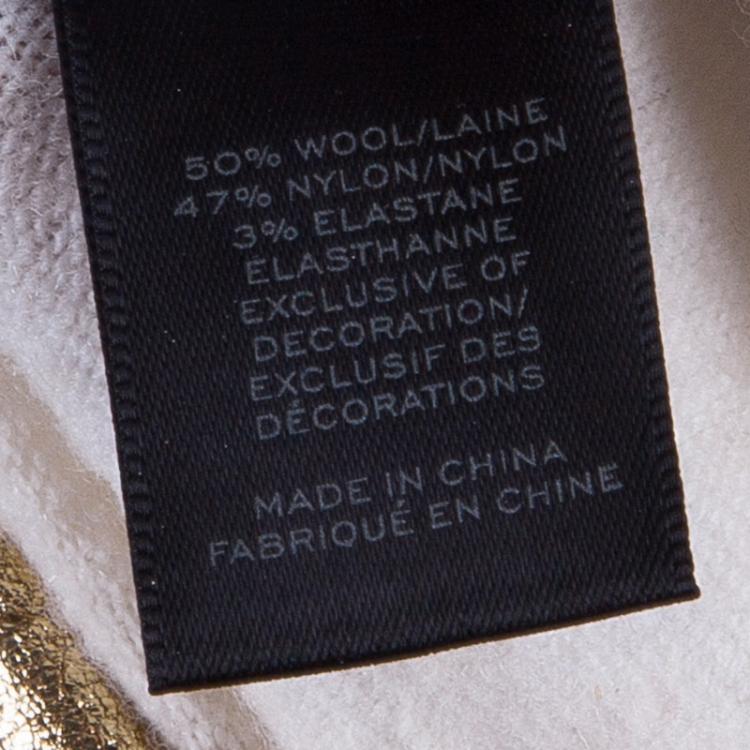 50% WOOL/LAINE
47% NYLON/NYLON
3% ELASTANE
ELASTHANNE
EXCLUSIVE OF
DECORATION/
EXCLUSIF DES
DÉCORATIONS
MADE IN CHINA
FABRIQUÉ EN CHINE